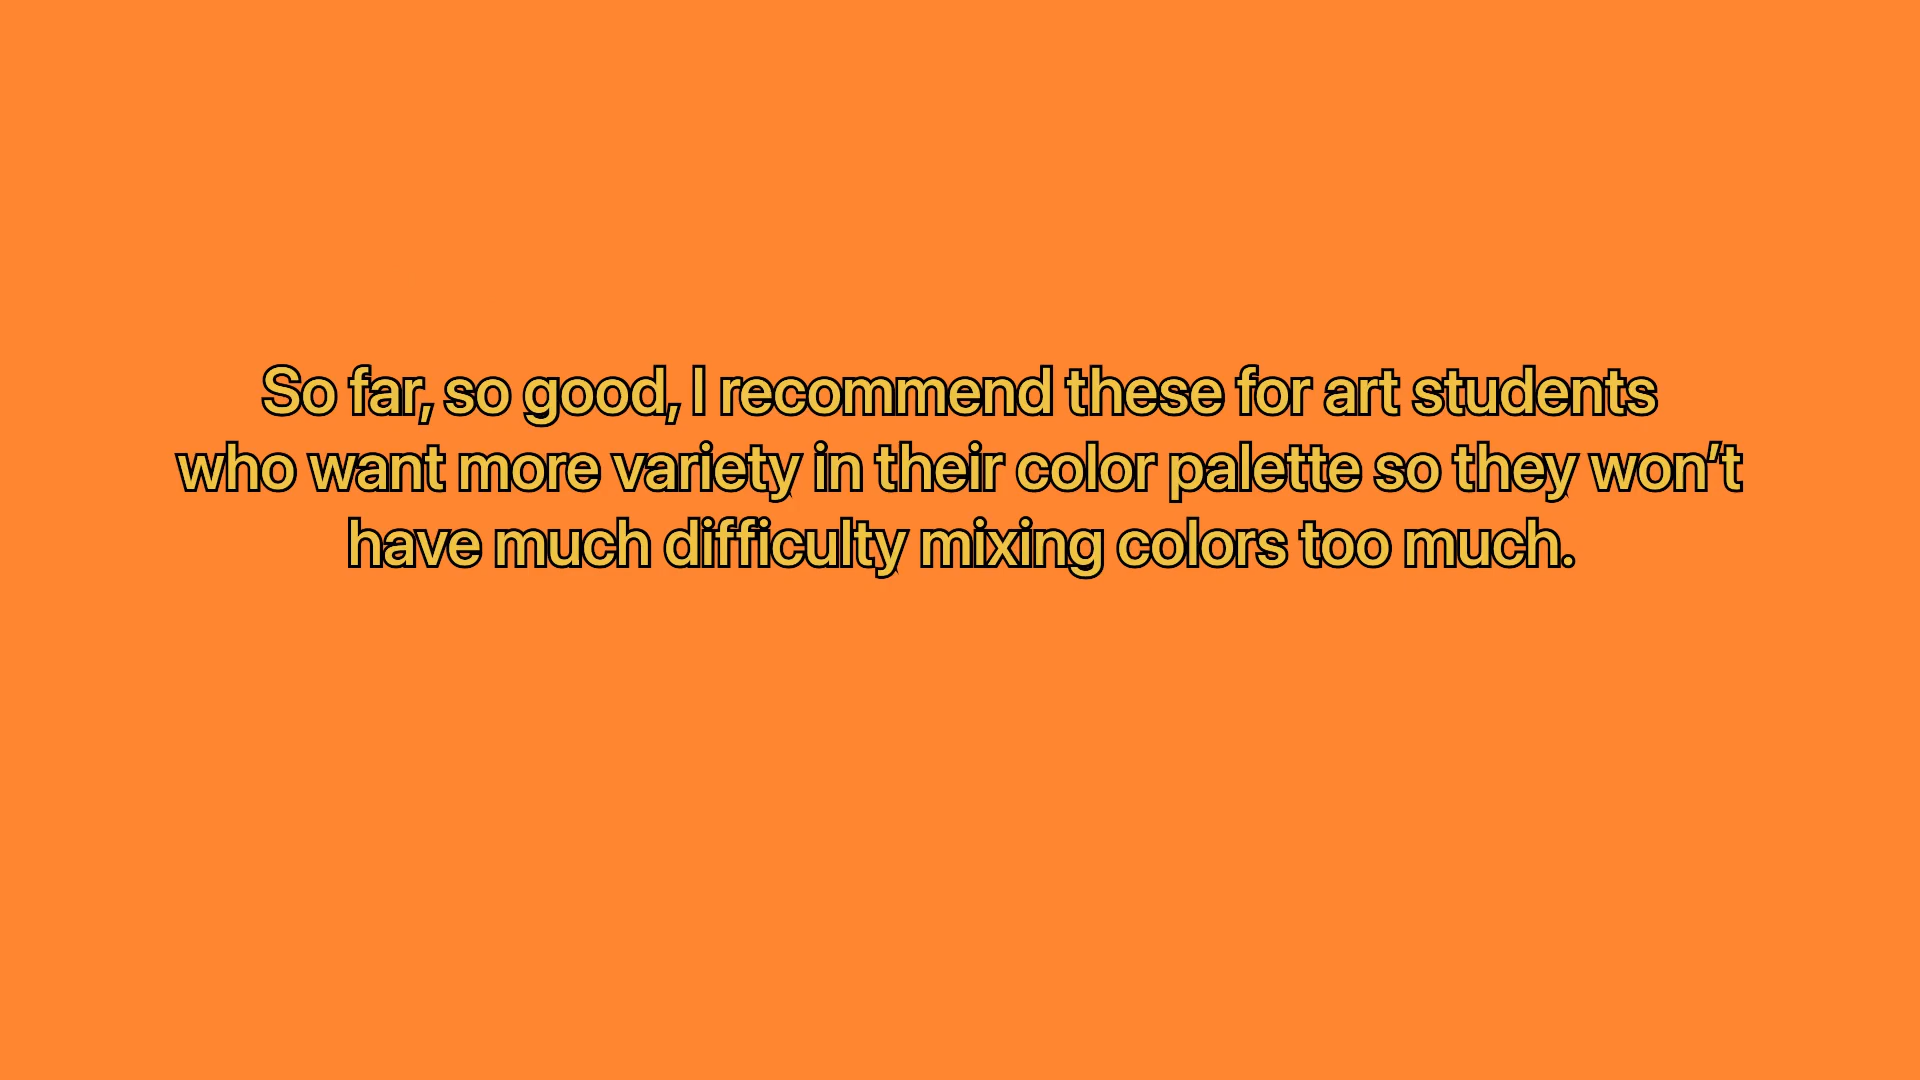 So far, so good, I recommend these for art students
who want more variety in their color palette so they won’t
have much difficulty mixing colors too much.